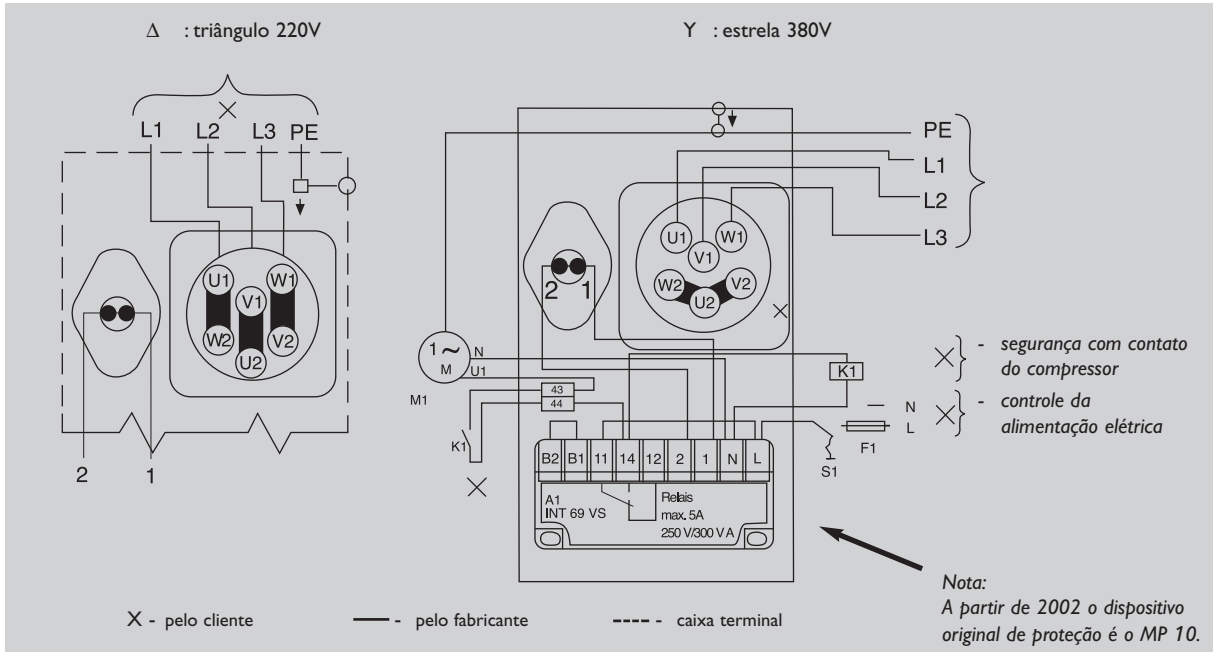 Δ : triângulo 220V
Y : estrela 380V
L1 L2 L3 PE
U1
W1
V1
W2
V2
U2
2 1
PE
L1
L2
L3
U1
W1
V1
W2
V2
U2
2 1
1~
M
N
U1
M1
43
44
K1
K1
N
L
F1
S1
B2 B1 11 14 12 2 1 N L
A1
INT 69 VS
Relais
max. 5A
250 V/300 V A
- segurança com contato
do compressor
- controle da
alimentação elétrica
Nota:
A partir de 2002 o dispositivo
original de proteção é o MP 10.
X - pelo cliente
- pelo fabricante
- caixa terminal